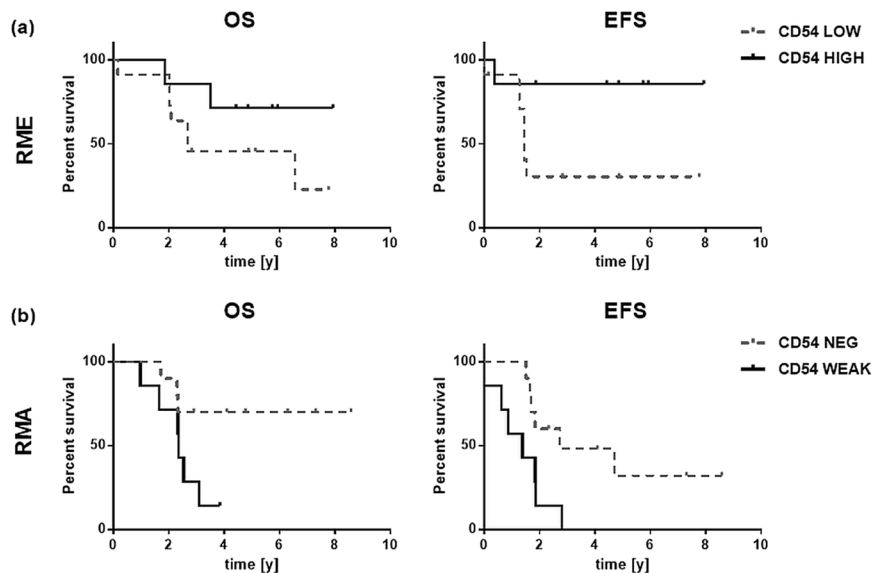 (a)
OS
EFS
CD54 LOW
CD54 HIGH
RME
Percent survival
100
50
0
0 2 4 6 8 10
time [y]
Percent survival
100
50
0
0 2 4 6 8 10
time [y]
(b)
OS
EFS
CD54 NEG
CD54 WEAK
RMA
Percent survival
100
50
0
0 2 4 6 8 10
time [y]
Percent survival
100
50
0
0 2 4 6 8 10
time [y]